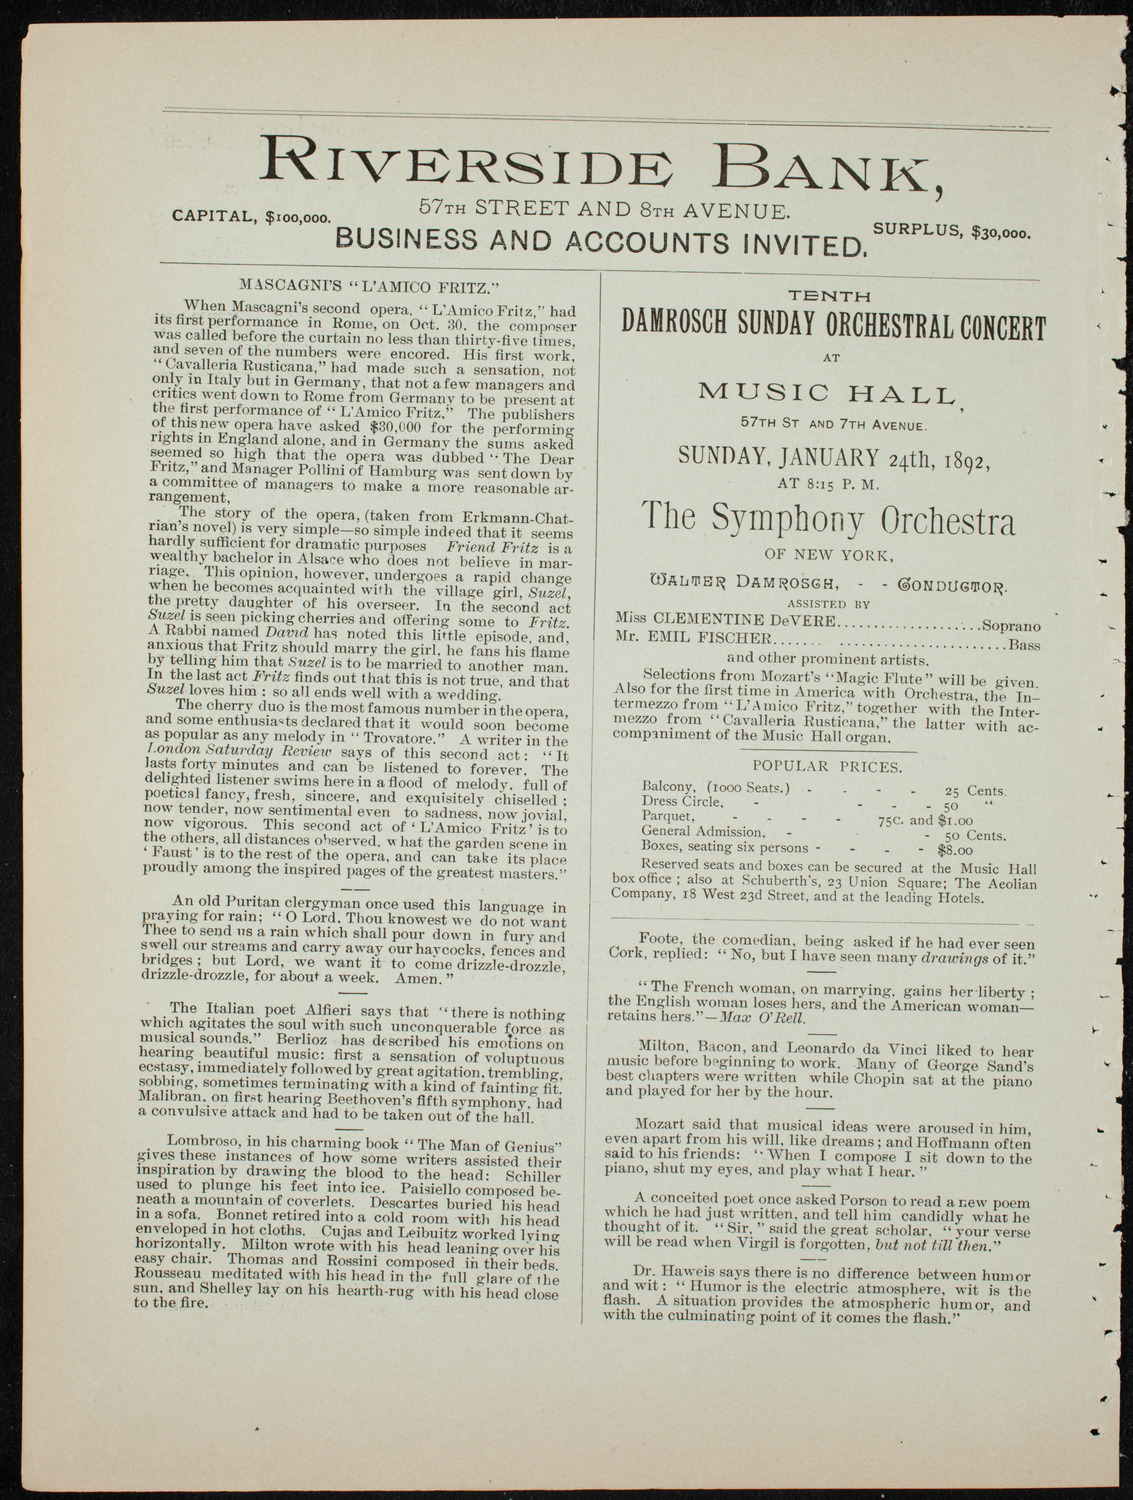 RIVERSIDE BANK,
57TH STREET AND 8TH AVENUE.
CAPITAL, $100,000.
SURPLUS, $30,000.
BUSINESS AND ACCOUNTS INVITED.
MASCAGNI'S "L'AMICO FRITZ."
When Mascagni's second opera, "L'Amico Fritz," had
its first performance in Rome, on Oct. 30. the composer
was called before the curtain no less than thirty-five times,
and seven of the numbers were encored. His first work,
"Cavalleria Rusticana," had made such a sensation, not
only in Italy but in Germany, that not a few managers and
critics went down to Rome from Germany to be present at
the first performance of "L'Amico Fritz." The publishers
of this new opera have asked $30,000 for the performing
rights in England alone, and in Germany the sums asked
seemed so high that the opera was dubbed "The Dear
Fritz," and Manager Pollini of Hamburg was sent down by
a committee of managers to make a more reasonable ar-
rangement,
The story of the opera, (taken from Erkmann-Chat-
rian's novel) is very simple—so simple indeed that it seems
hardly sufficient for dramatic purposes Friend Fritz is a
wealthy bachelor in Alsace who does not believe in mar-
riage. This opinion, however, undergoes a rapid change
when he becomes acquainted with the village girl, Suzel,
the pretty daughter of his overseer. In the second act
Suzel is seen picking cherries and offering some to Fritz.
A Rabbi named David has noted this little episode, and,
anxious that Fritz should marry the girl, he fans his flame
by telling him that Suzel is to be married to another man.
In the last act Fritz finds out that this is not true, and that
Suzel loves him : so all ends well with a wedding.
The cherry duo is the most famous number in the opera,
and some enthusiasts declared that it would soon become
as popular as any melody in "Trovatore." A writer in the
London Saturday Review says of this second act: "It
lasts forty minutes and can be listened to forever. The
delighted listener swims here in a flood of melody. full of
poetical fancy, fresh, sincere, and exquisitely chiselled ;
now tender, now sentimental even to sadness, now jovial,
now vigorous. This second act of 'L'Amico Fritz' is to
the others, all distances observed, what the garden scene in
'Faust' is to the rest of the opera, and can take its place
proudly among the inspired pages of the greatest masters."
An old Puritan clergyman once used this language in
praying for rain; "O Lord, Thou knowest we do not want
Thee to send us a rain which shall pour down in fury and
swell our streams and carry away our haycocks, fences and
bridges ; but Lord, we want it to come drizzle-drozzle,
drizzle-drozzle, for about a week. Amen."
The Italian poet Alfieri says that "there is nothing
which agitates the soul with such unconquerable force as
musical sounds." Berlioz has described his emotions on
hearing beautiful music: first a sensation of voluptuous
ecstasy, immediately followed by great agitation, trembling,
sobbing, sometimes terminating with a kind of fainting fit.
Malibran, on first hearing Beethoven's fifth symphony, had
a convulsive attack and had to be taken out of the hall.
Lombroso, in his charming book "The Man of Genius"
gives these instances of how some writers assisted their
inspiration by drawing the blood to the head: Schiller
used to plunge his feet into ice. Paisiello composed be-
neath a mountain of coverlets. Descartes buried his head
in a sofa. Bonnet retired into a cold room with his head
enveloped in hot cloths. Cujas and Leibuitz worked lying
horizontally. Milton wrote with his head leaning over his
easy chair. Thomas and Rossini composed in their beds.
Rousseau meditated with his head in the full glare of the
sun, and Shelley lay on his hearth-rug with his head close
to the fire.
TENTH
DAMROSCH SUNDAY ORCHESTRAL CONCERT
AT
MUSIC HALL,
57TH ST AND 7TH AVENUE.
SUNDAY, JANUARY 24th, 1892,
AT 8:15 P. M.
The Symphony Orchestra
OF NEW YORK,
WALTER DAMROSCH, - - CONDUCTOR.
ASSISTED BY
Miss CLEMENTINE DeVERE...................Soprano
Mr. EMIL FISCHER...... ......................Bass
and other prominent artists.
Selections from Mozart's "Magic Flute" will be given.
Also for the first time in America with Orchestra, the In-
termezzo from "L'Amico Fritz," together with the Inter-
mezzo from "Cavalleria Rusticana," the latter with ac-
companiment of the Music Hall organ.
POPULAR PRICES.
Balcony, (1000 Seats.) - - - - 25 Cents.
Dress Circle, - - - - 50 "
Parquet, - - - - 75c. and $1.00
General Admission, - - 50 Cents.
Boxes, seating six persons - - - - $8.00
Reserved seats and boxes can be secured at the Music Hall
box office ; also at Schuberth's, 23 Union Square; The Aeolian
Company, 18 West 23d Street, and at the leading Hotels.
Foote, the comedian, being asked if he had ever seen
Cork, replied: "No, but I have seen many drawings of it."
"The French woman, on marrying, gains her liberty ;
the English woman loses hers, and the American woman—
retains hers."—Max O'Rell.
Milton, Bacon, and Leonardo da Vinci liked to hear
music before beginning to work. Many of George Sand's
best chapters were written while Chopin sat at the piano
and played for her by the hour.
Mozart said that musical ideas were aroused in him,
even apart from his will, like dreams; and Hoffmann often
said to his friends: "When I compose I sit down to the
piano, shut my eyes, and play what I hear."
A conceited poet once asked Porson to read a new poem
which he had just written, and tell him candidly what he
thought of it. "Sir," said the great scholar, "your verse
will be read when Virgil is forgotten, but not till then."
Dr. Haweis says there is no difference between humor
and wit : "Humor is the electric atmosphere, wit is the
flash. A situation provides the atmospheric humor, and
with the culminating point of it comes the flash."